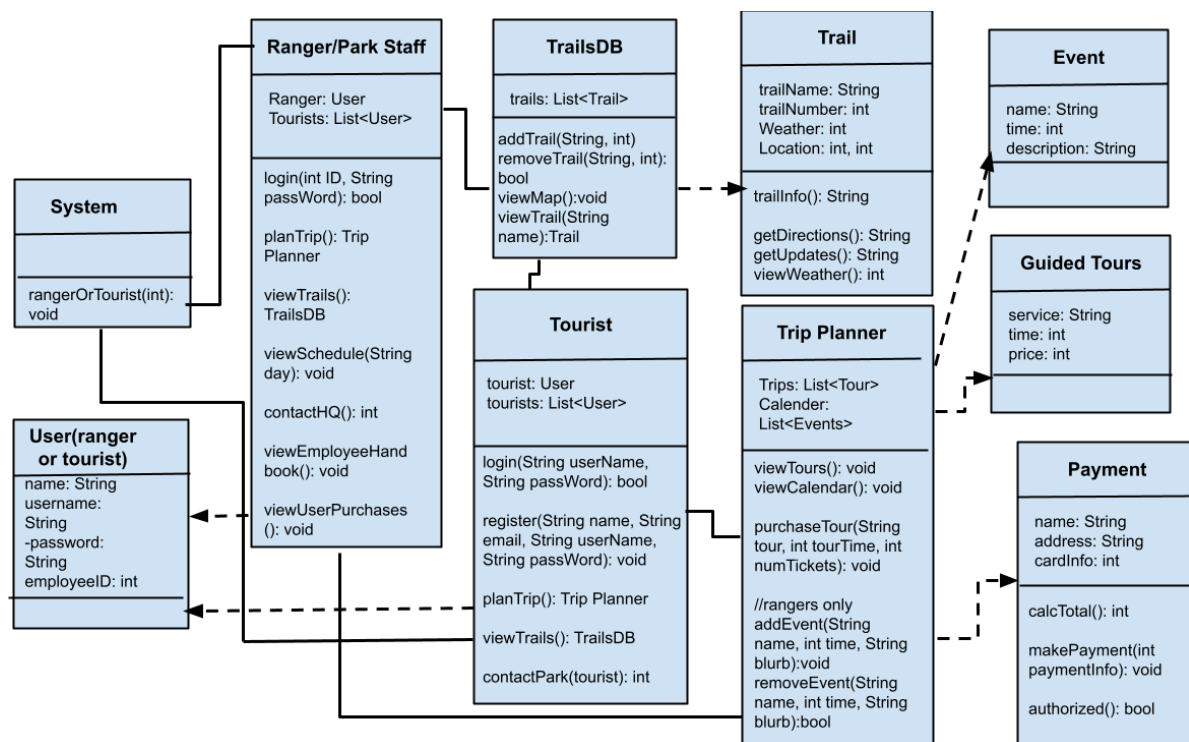 Ranger/Park Staff
Ranger: User
Tourists: List<User>
login(int ID, String
passWord): bool
planTrip(): Trip
Planner
viewTrails():
TrailsDB
viewSchedule(String
day): void
contactHQ(): int
viewEmployeeHand
book(): void
viewUserPurchases
(): void
TrailsDB
trails: List<Trail>
addTrail(String, int)
removeTrail(String, int):
bool
viewMap():void
viewTrail(String
name):Trail
Trail
trailName: String
trailNumber: int
Weather: int
Location: int, int
trailInfo(): String
getDirections(): String
getUpdates(): String
viewWeather(): int
Event
name: String
time: int
description: String
System
rangerOrTourist(int):
void
Guided Tours
service: String
time: int
price: int
Tourist
tourist: User
tourists: List<User>
login(String userName,
String passWord): bool
register(String name, String
email, String userName,
String passWord): void
planTrip(): Trip Planner
viewTrails(): TrailsDB
contactPark(tourist): int
Trip Planner
Trips: List<Tour>
Calender:
List<Events>
viewTours(): void
viewCalendar(): void
purchaseTour(String
tour, int tourTime, int
numTickets): void
//rangers only
addEvent(String
name, int time, String
blurb):void
removeEvent(String
name, int time, String
blurb):bool
User(ranger
or tourist)
name: String
username:
String
-password:
String
employeeID: int
Payment
name: String
address: String
cardInfo: int
calcTotal(): int
makePayment(int
paymentInfo): void
authorized(): bool